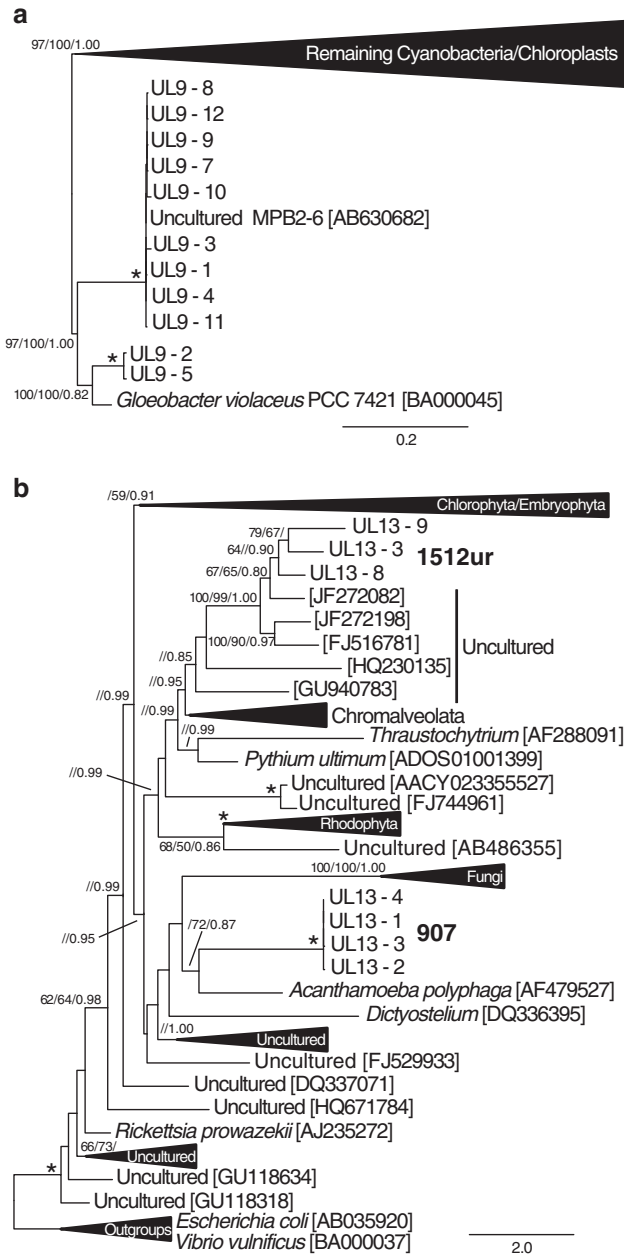 a
97/100/1.00
Remaining Cyanobacteria/Chloroplasts
UL9 - 8
UL9 - 12
UL9 - 9
UL9 - 7
UL9 - 10
Uncultured MPB2-6 [AB630682]
UL9 - 3
UL9 - 1
*
UL9 - 4
UL9 - 11
97/100/1.00
UL9 - 2
*
UL9 - 5
100/100/0.82
Gloeobacter violaceus PCC 7421 [BA000045]
0.2
b
/59/0.91
Chlorophyta/Embryophyta
79/67/
UL13 - 9
64//0.90
UL13 - 3
1512ur
67/65/0.80
UL13 - 8
100/99/1.00
[JF272082]
[JF272198]
100/90/0.97
[FJ516781]
Uncultured
//0.85
[HQ230135]
//0.95
[GU940783]
//0.99
Chromalveolata
//0.99
//0.99
Thraustochytrium [AF288091]
Pythium ultimum [ADOS01001399]
//0.99
Uncultured [AACY023355527]
*
Uncultured [FJ744961]
*
Rhodophyta
68/50/0.86
Uncultured [AB486355]
100/100/1.00
Fungi
//0.99
UL13 - 4
/72/0.87
UL13 - 1
907
*
UL13 - 3
//0.95
UL13 - 2
Acanthamoeba polyphaga [AF479527]
62/64/0.98
Dictyostelium [DQ336395]
//1.00
Uncultured
Uncultured [FJ529933]
Uncultured [DQ337071]
Uncultured [HQ671784]
Rickettsia prowazekii [AJ235272]
66/73/
Uncultured
*
Uncultured [GU118634]
Uncultured [GU118318]
Outgroups
Escherichia coli [AB035920]
Vibrio vulnificus [BA000037]
2.0